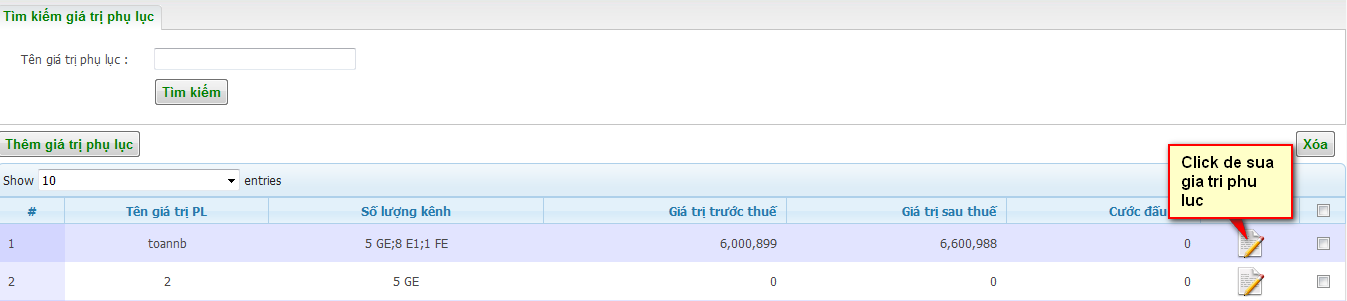 Tìm kiếm giá trị phụ lục
Tên giá trị phụ lục :
Tìm kiếm
Thêm giá trị phụ lục
Xóa
Click de sua
gia tri phu
luc
Show 10 entries
# Tên giá trị PL Số lượng kênh Giá trị trước thuế Giá trị sau thuế Cước đấu
1 toannb 5 GE;8 E1;1 FE 6,000,899 6,600,988 0
2 2 5 GE 0 0 0